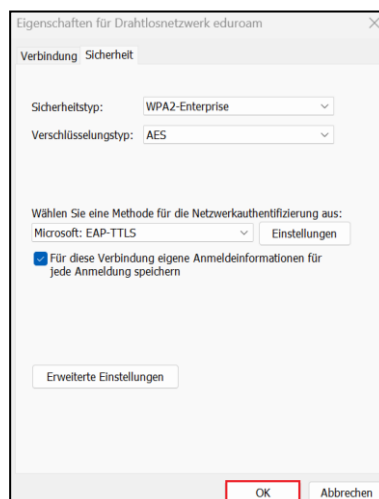 Eigenschaften für Drahtlosnetzwerk eduroam
Verbindung Sicherheit
Sicherheitstyp: WPA2-Enterprise
Verschlüsselungstyp: AES
Wählen Sie eine Methode für die Netzwerkauthentifizierung aus:
Microsoft: EAP-TTLS Einstellungen
Für diese Verbindung eigene Anmeldeinformationen für
jede Anmeldung speichern
Erweiterte Einstellungen
OK Abbrechen